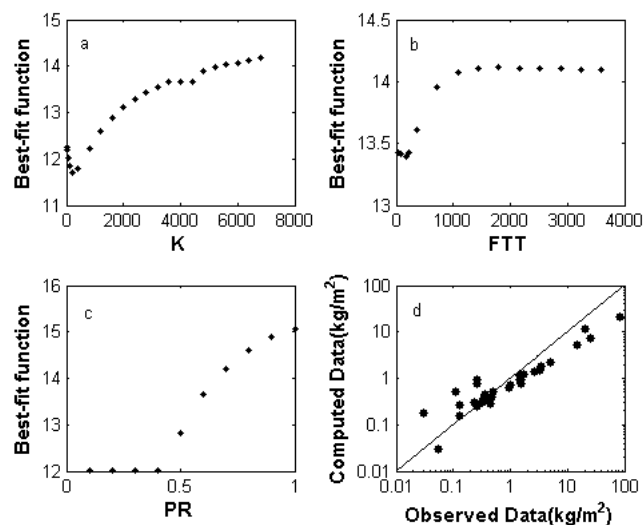 15
14
13
12
11
0 2000 4000 6000 8000
K
Best-fit function
a
14.5
14
13.5
13
0 1000 2000 3000 4000
FTT
Best-fit function
b
16
15
14
13
12
0 0.5 1
PR
Best-fit function
c
100
10
1
0.1
0.01
0.01 0.1 1 10 100
Observed Data(kg/m²)
Computed Data(kg/m²)
d